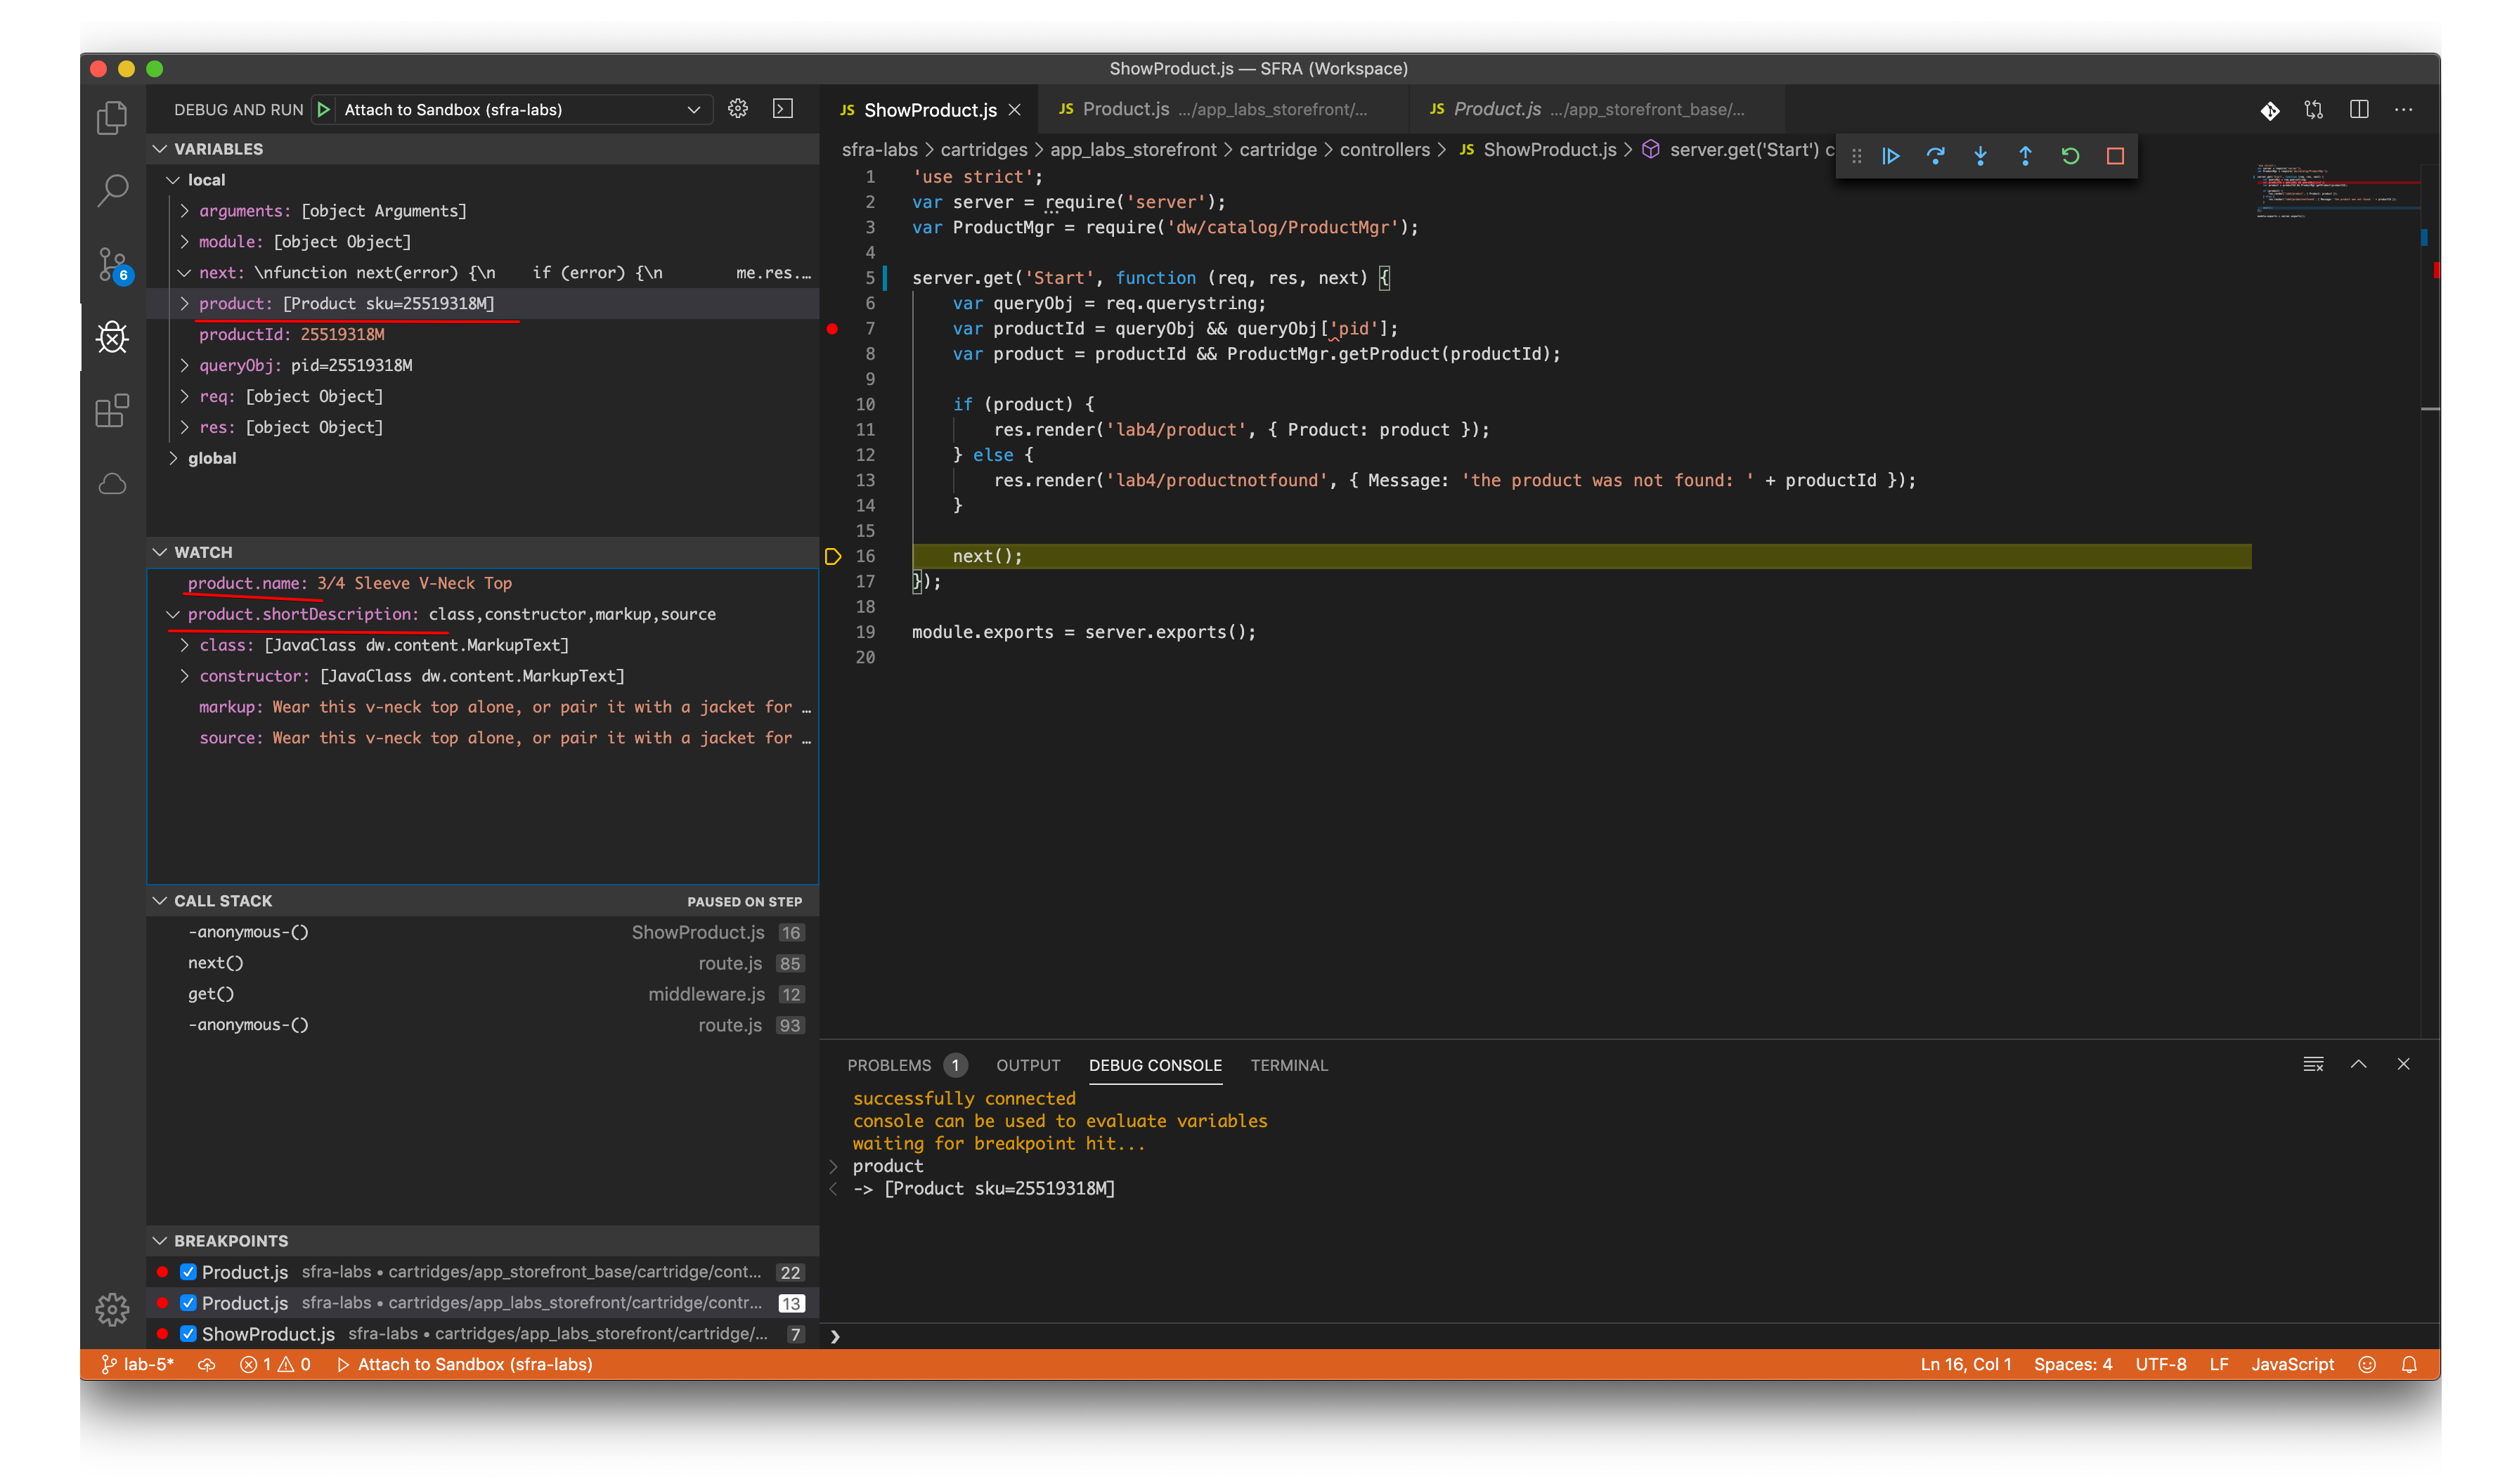 ShowProduct.js — SFRA (Workspace)
DEBUG AND RUN Attach to Sandbox (sfra-labs)
VARIABLES
local
arguments: [object Arguments]
module: [object Object]
next: \nfunction next(error) {\n    if (error) {\n        me.res.…
product: [Product sku=25519318M]
productId: 25519318M
queryObj: pid=25519318M
req: [object Object]
res: [object Object]
global
6
WATCH
product.name: 3/4 Sleeve V-Neck Top
product.shortDescription: class,constructor,markup,source
class: [JavaClass dw.content.MarkupText]
constructor: [JavaClass dw.content.MarkupText]
markup: Wear this v-neck top alone, or pair it with a jacket for …
source: Wear this v-neck top alone, or pair it with a jacket for …
CALL STACK PAUSED ON STEP
-anonymous-() ShowProduct.js 16
next() route.js 85
get() middleware.js 12
-anonymous-() route.js 93
BREAKPOINTS
Product.js sfra-labs • cartridges/app_storefront_base/cartridge/cont... 22
Product.js sfra-labs • cartridges/app_labs_storefront/cartridge/contr... 13
ShowProduct.js sfra-labs • cartridges/app_labs_storefront/cartridge/... 7
JS ShowProduct.js JS Product.js .../app_labs_storefront/... JS Product.js .../app_storefront_base/...
sfra-labs > cartridges > app_labs_storefront > cartridge > controllers > JS ShowProduct.js > server.get('Start') c
1 'use strict';
2 var server = require('server');
3 var ProductMgr = require('dw/catalog/ProductMgr');
4
5 server.get('Start', function (req, res, next) {
6     var queryObj = req.querystring;
7     var productId = queryObj && queryObj['pid'];
8     var product = productId && ProductMgr.getProduct(productId);
9
10     if (product) {
11         res.render('lab4/product', { Product: product });
12     } else {
13         res.render('lab4/productnotfound', { Message: 'the product was not found: ' + productId });
14     }
15
16     next();
17 });
18
19 module.exports = server.exports();
20
PROBLEMS 1 OUTPUT DEBUG CONSOLE TERMINAL
successfully connected
console can be used to evaluate variables
waiting for breakpoint hit...
> product
< -> [Product sku=25519318M]
lab-5* 1 0 Attach to Sandbox (sfra-labs) Ln 16, Col 1 Spaces: 4 UTF-8 LF JavaScript